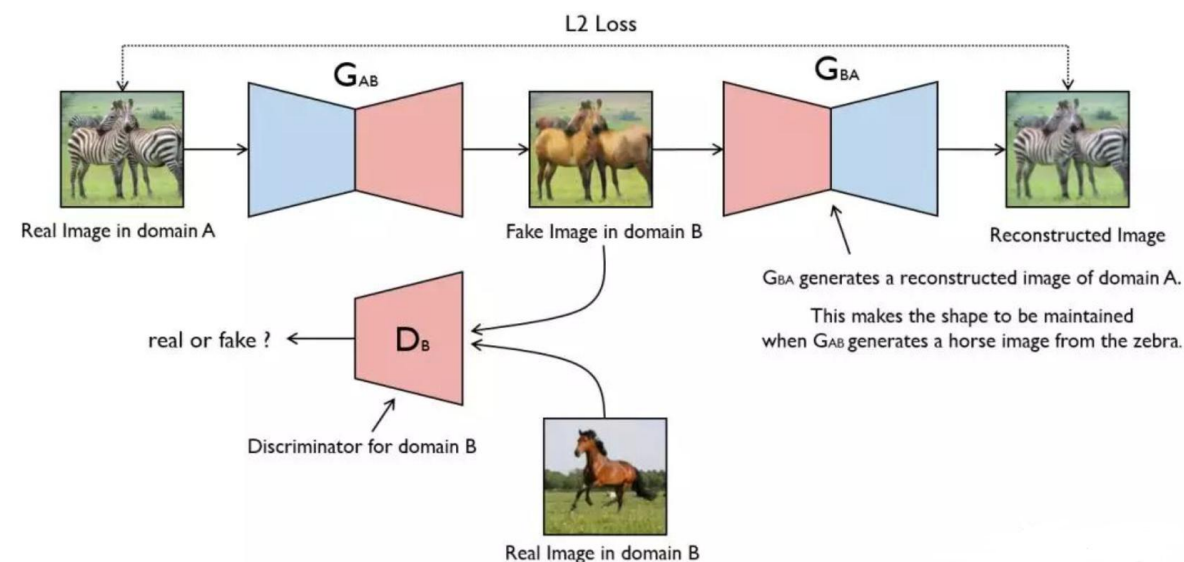 L2 Loss
GAB
GBA
Real Image in domain A
Fake Image in domain B
Reconstructed Image
GBA generates a reconstructed image of domain A.
This makes the shape to be maintained
when GAB generates a horse image from the zebra.
real or fake ?
DB
Discriminator for domain B
Real Image in domain B